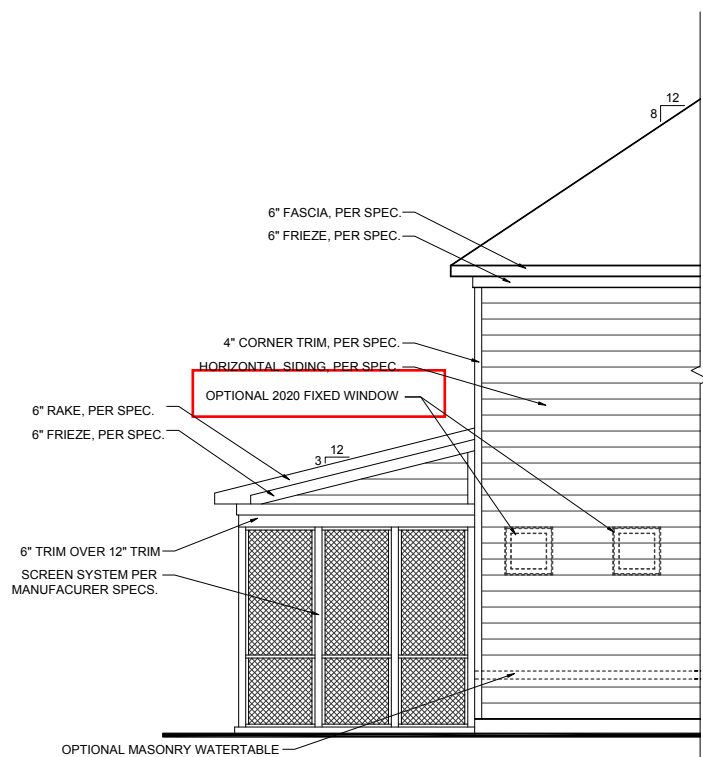 12
8
6" FASCIA, PER SPEC.
6" FRIEZE, PER SPEC.
4" CORNER TRIM, PER SPEC.
HORIZONTAL SIDING, PER SPEC.
OPTIONAL 2020 FIXED WINDOW
6" RAKE, PER SPEC.
6" FRIEZE, PER SPEC.
12
3
6" TRIM OVER 12" TRIM
SCREEN SYSTEM PER
MANUFACURER SPECS.
OPTIONAL MASONRY WATERTABLE